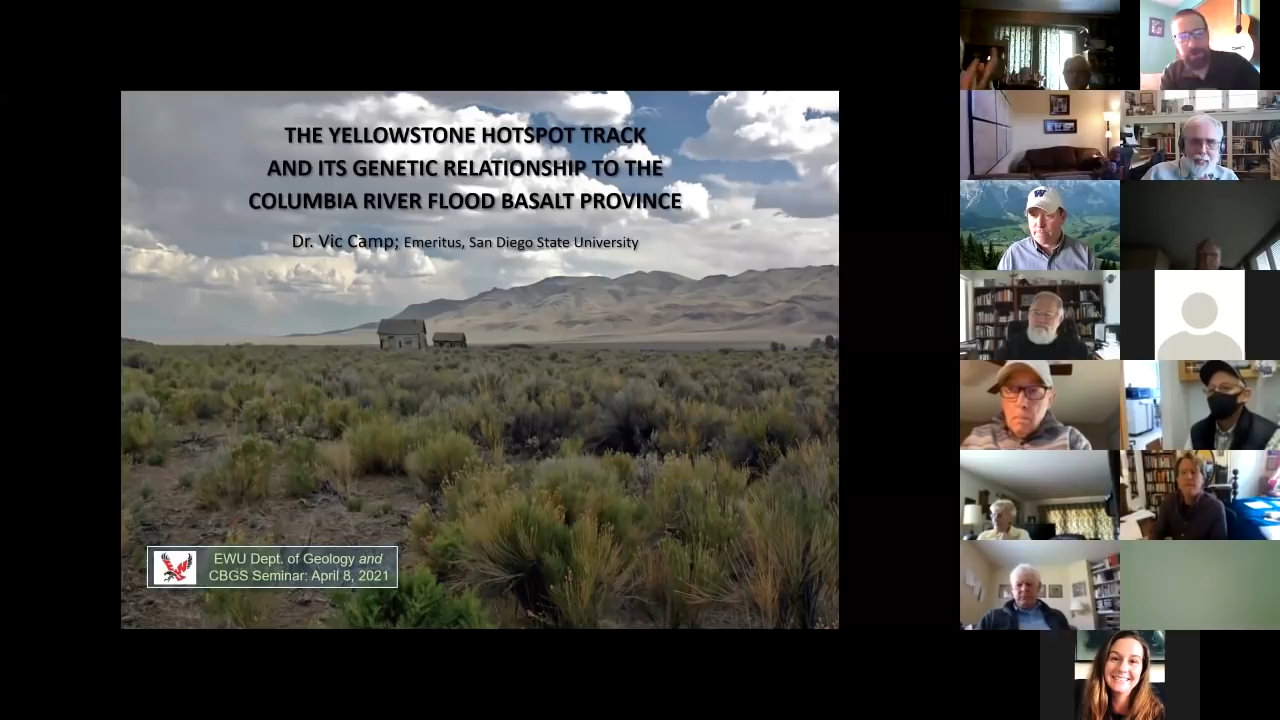 THE YELLOWSTONE HOTSPOT TRACK
AND ITS GENETIC RELATIONSHIP TO THE
COLUMBIA RIVER FLOOD BASALT PROVINCE
Dr. Vic Camp; Emeritus, San Diego State University
EWU Dept. of Geology and
CBGS Seminar: April 8, 2021
W